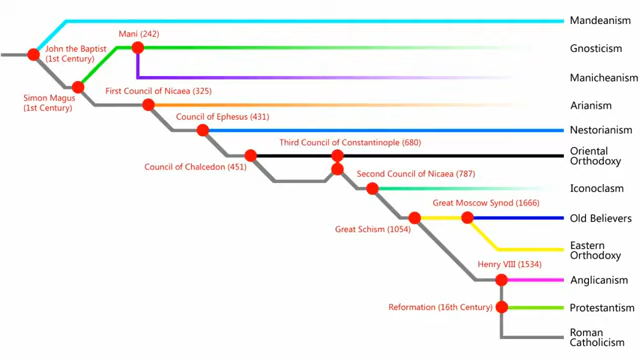 Mandeanism
Mani (242)
John the Baptist
(1st Century)
Gnosticism
Manicheanism
Simon Magus
(1st Century)
First Council of Nicaea (325)
Arianism
Council of Ephesus (431)
Nestorianism
Third Council of Constantinople (680)
Oriental
Orthodoxy
Council of Chalcedon (451)
Second Council of Nicaea (787)
Iconoclasm
Great Moscow Synod (1666)
Old Believers
Great Schism (1054)
Eastern
Orthodoxy
Henry VIII (1534)
Anglicanism
Reformation (16th Century)
Protestantism
Roman
Catholicism